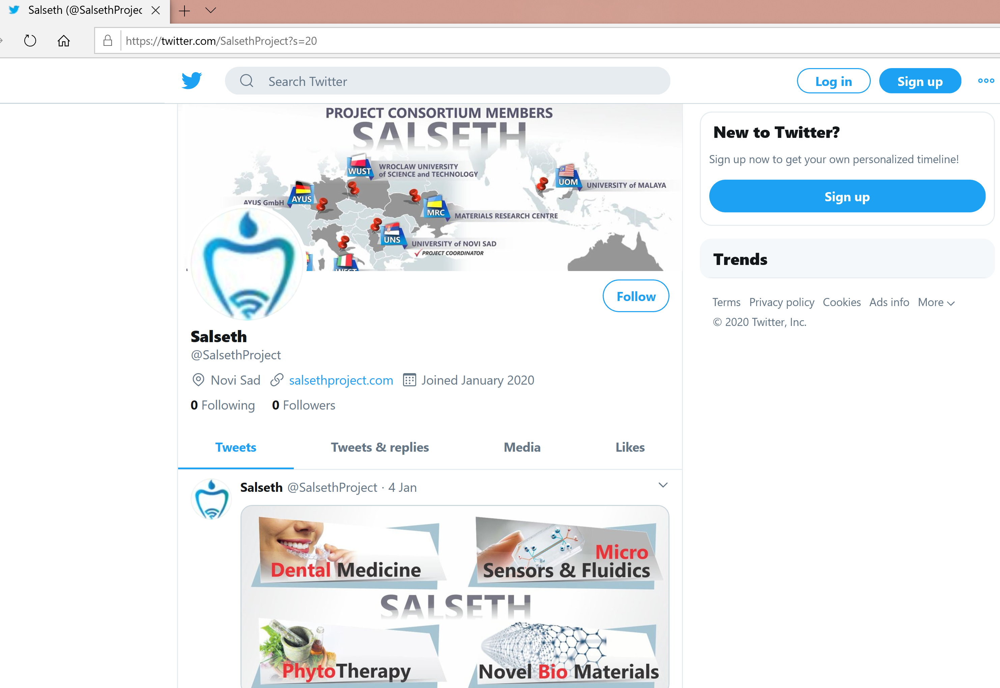 Salseth (@SalsethProjec
https://twitter.com/SalsethProject?s=20
Search Twitter
Log in
Sign up
PROJECT CONSORTIUM MEMBERS
SALSETH
WUST
WROCLAW UNIVERSITY
of SCIENCE and TECHNOLOGY
UOM
UNIVERSITY of MALAYA
AYUS GmbH
AYUS
MRC
MATERIALS RESEARCH CENTRE
UNS
UNIVERSITY of NOVI SAD
PROJECT COORDINATOR
Follow
Salseth
@SalsethProject
Novi Sad salsethproject.com Joined January 2020
0 Following 0 Followers
Tweets Tweets & replies Media Likes
Salseth @SalsethProject · 4 Jan
Dental Medicine
Micro
Sensors & Fluidics
SALSETH
PhytoTherapy
Novel Bio Materials
New to Twitter?
Sign up now to get your own personalized timeline!
Sign up
Trends
Terms Privacy policy Cookies Ads info More
© 2020 Twitter, Inc.